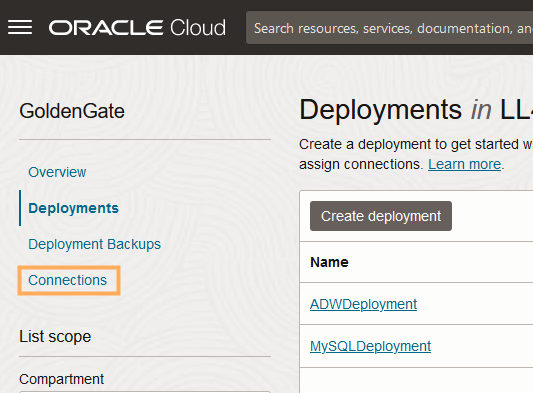 ORACLE Cloud
Search resources, services, documentation, an
GoldenGate
Overview
Deployments
Deployment Backups
Connections
List scope
Compartment
Deployments in LL4
Create a deployment to get started w
assign connections. Learn more.
Create deployment
Name
ADWDeployment
MySQLDeployment